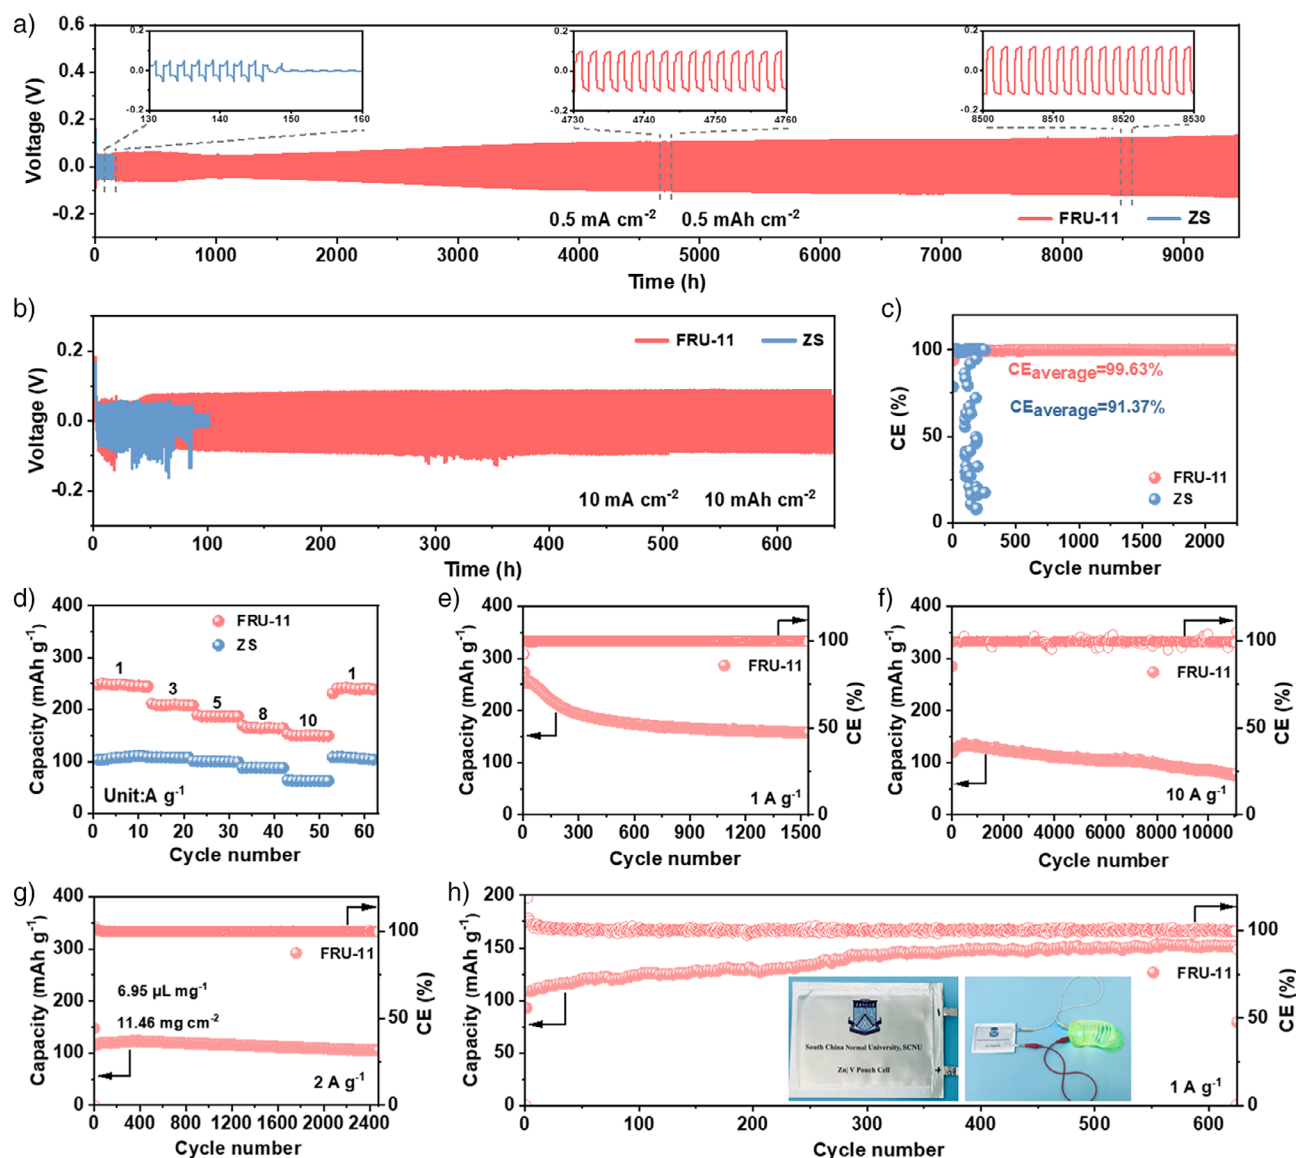 a)
0.6
0.4
0.2
0.0
-0.2
Voltage (V)
0.2
0.0
-0.2
130 140 150 160
0.2
0.0
-0.2
4730 4740 4750 4760
0.2
0.0
-0.2
8500 8510 8520 8530
0.5 mA cm-2 0.5 mAh cm-2
FRU-11 ZS
0 1000 2000 3000 4000 5000 6000 7000 8000 9000
Time (h)
b)
0.2
0.0
-0.2
Voltage (V)
FRU-11 ZS
10 mA cm-2 10 mAh cm-2
0 100 200 300 400 500 600
Time (h)
c)
100
50
0
CE (%)
CEaverage=99.63%
CEaverage=91.37%
FRU-11
ZS
0 500 1000 1500 2000
Cycle number
d)
400
300
200
100
0
Capacity (mAh g-1)
FRU-11
ZS
1 3 5 8 10 1
Unit:A g-1
0 10 20 30 40 50 60
Cycle number
e)
400
300
200
100
0
Capacity (mAh g-1)
FRU-11
1 A g-1
100
50
0
CE (%)
0 300 600 900 1200 1500
Cycle number
f)
400
300
200
100
0
Capacity (mAh g-1)
FRU-11
10 A g-1
100
50
0
CE (%)
0 2000 4000 6000 8000 10000
Cycle number
g)
400
300
200
100
0
Capacity (mAh g-1)
FRU-11
6.95 μL mg-1
11.46 mg cm-2
2 A g-1
100
50
0
CE (%)
0 400 800 1200 1600 2000 2400
Cycle number
h)
200
150
100
50
0
Capacity (mAh g-1)
FRU-11
South China Normal University, SCNU
Zn| V Pouch Cell
1 A g-1
100
50
0
CE (%)
0 100 200 300 400 500 600
Cycle number